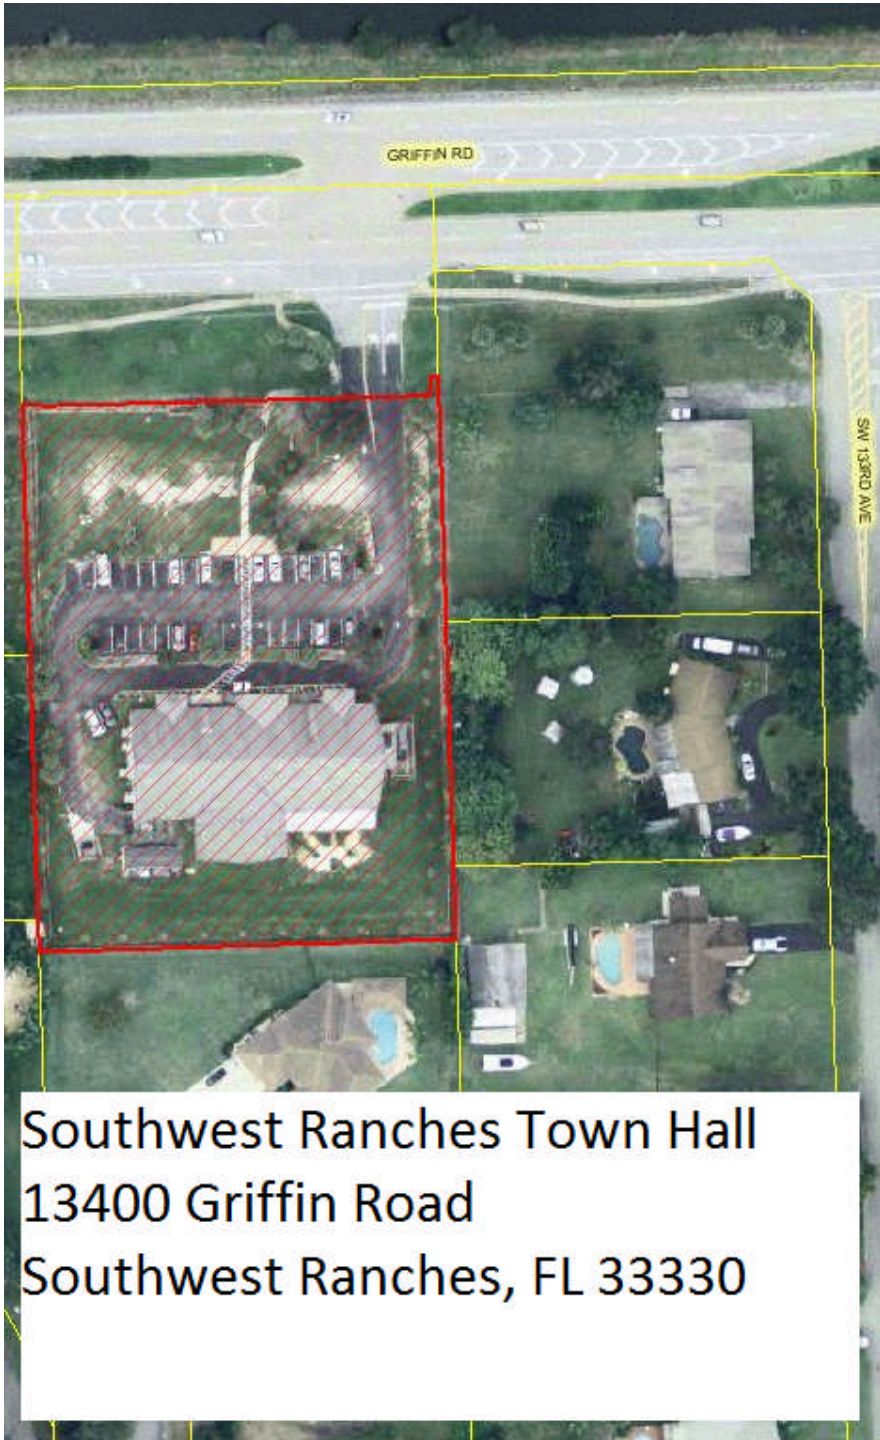 GRIFFIN RD
SW 133RD AVE
Southwest Ranches Town Hall
13400 Griffin Road
Southwest Ranches, FL 33330